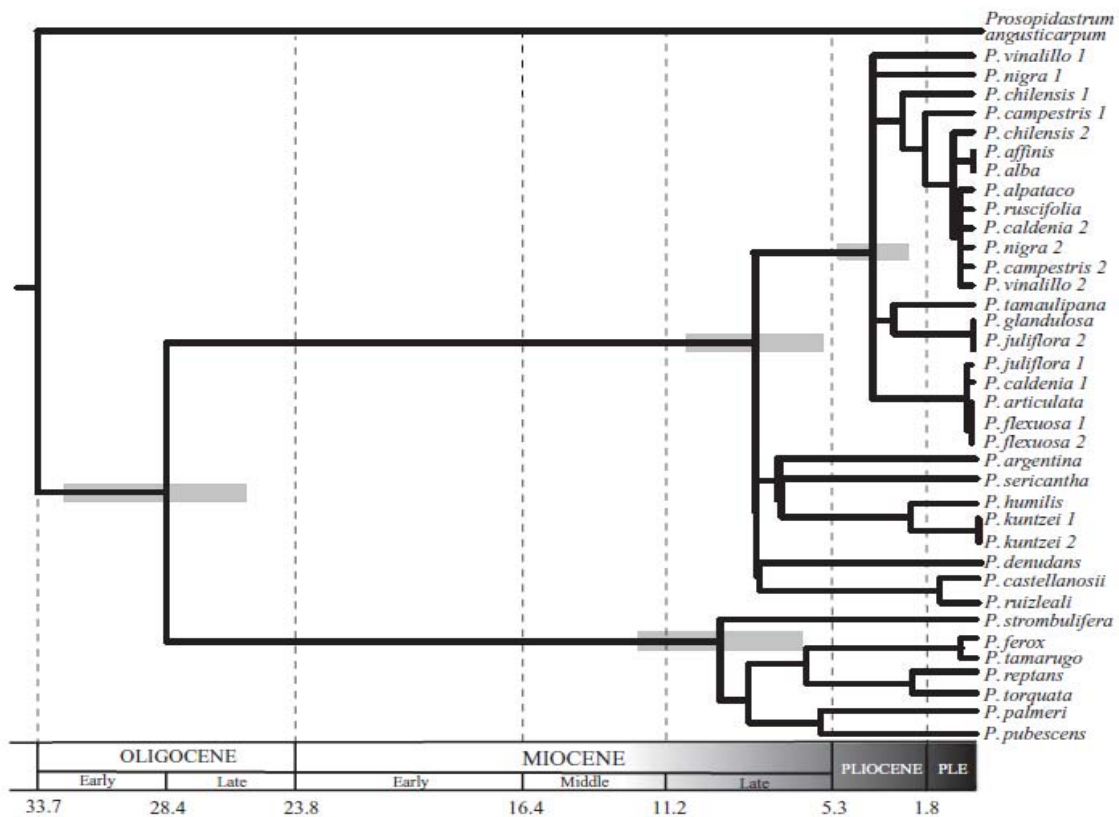 Prosopidastrum
angusticarpum
P. vinalillo 1
P. nigra 1
P. chilensis 1
P. campestris 1
P. chilensis 2
P. affinis
P. alba
P. alpataco
P. ruscifolia
P. caldenia 2
P. nigra 2
P. campestris 2
P. vinalillo 2
P. tamaulipana
P. glandulosa
P. juliflora 2
P. juliflora 1
P. caldenia 1
P. articulata
P. flexuosa 1
P. flexuosa 2
P. argentina
P. sericantha
P. humilis
P. kuntzei 1
P. kuntzei 2
P. denudans
P. castellanosii
P. ruizleali
P. strombulifera
P. ferox
P. tamarugo
P. reptans
P. torquata
P. palmeri
P. pubescens
OLIGOCENE MIOCENE PLIOCENE PLE
Early Late Early Middle Late
33.7 28.4 23.8 16.4 11.2 5.3 1.8